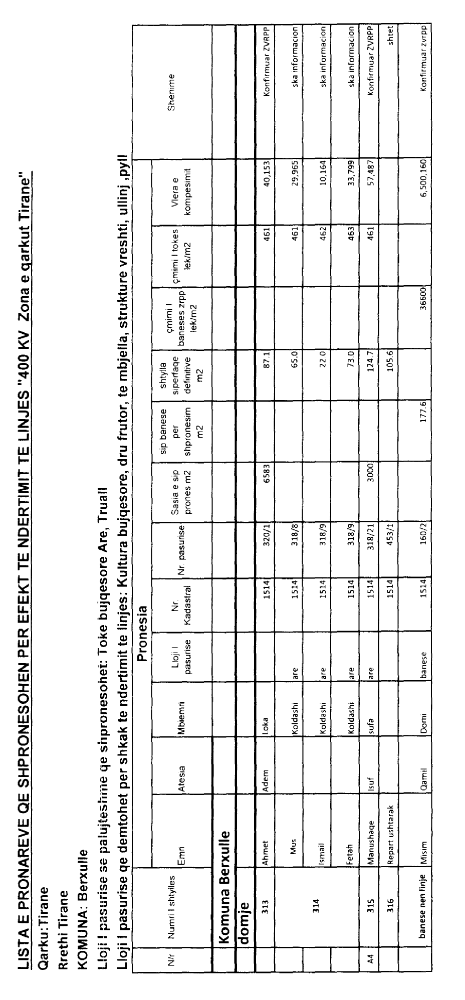 LISTA E PRONAREVE QE SHPRONESOHEN PER EFEKT TE NDERTIMIT TE LINJES "400 KV Zona e qarkut Tirane"
Qarku:Tirane
Rrethi Tirane
KOMUNA: Berxulle
Lloji I pasurise se palujteshme qe shpronesohet: Toke bujqesore Are, Truall
Lloji I pasurise qe demtohet per shkak te ndertimit te linjes: Kultura bujqesore, dru frutor, te mbjella, strukture vreshti, ullinj ,pyll
Pronesia
N/r Numri I shtylles Emri Atesia Mbiemri Lloji I pasurise Nr. Kadastral Nr. pasurise Sasia e sip prones m2 sip banese per shpronesim m2 shtylla siperfaqe definitive m2 çmimi I baneses zrpp lek/m2 çmimi I tokes lek/m2 Vlera e kompesimit Shenime
Komuna Berxulle
domje
313 Ahmet Adem Loka 1514 320/1 6583 87.1 461 40,153 Konfirmuar ZVRPP
314 Mus Koldashi are 1514 318/8 65.0 461 29,965 ska informacion
Ismail Koldashi are 1514 318/9 22.0 462 10,164 ska informacion
Fetah Koldashi are 1514 318/9 73.0 463 33,799 ska informacion
A4 315 Manushaqe Isuf sufa are 1514 318/21 3000 124.7 461 57,487 Konfirmuar ZVRPP
316 Repart ushtarak 1514 453/1 105.6 shtet
banese nen linje Misim Qamil Domi banese 1514 160/2 177.6 36600 6,500,160 Konfirmuar zvrpp